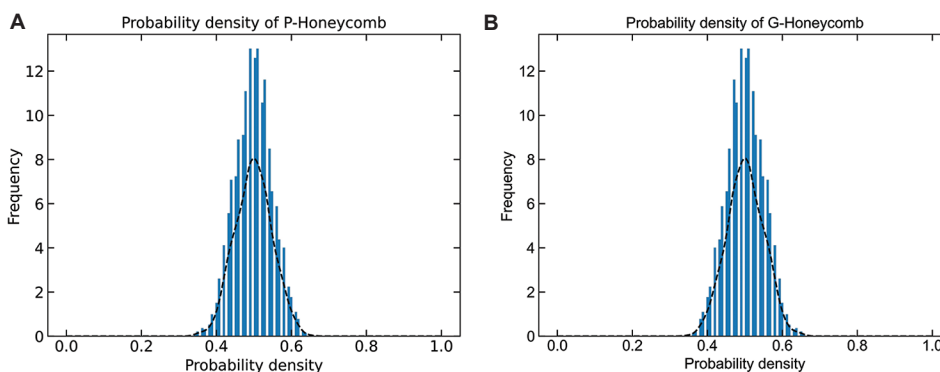 A
Probability density of P-Honeycomb
Frequency
12
10
8
6
4
2
0
0.0 0.2 0.4 0.6 0.8 1.0
Probability density
B
Probability density of G-Honeycomb
Frequency
12
10
8
6
4
2
0
0.0 0.2 0.4 0.6 0.8 1.0
Probability density